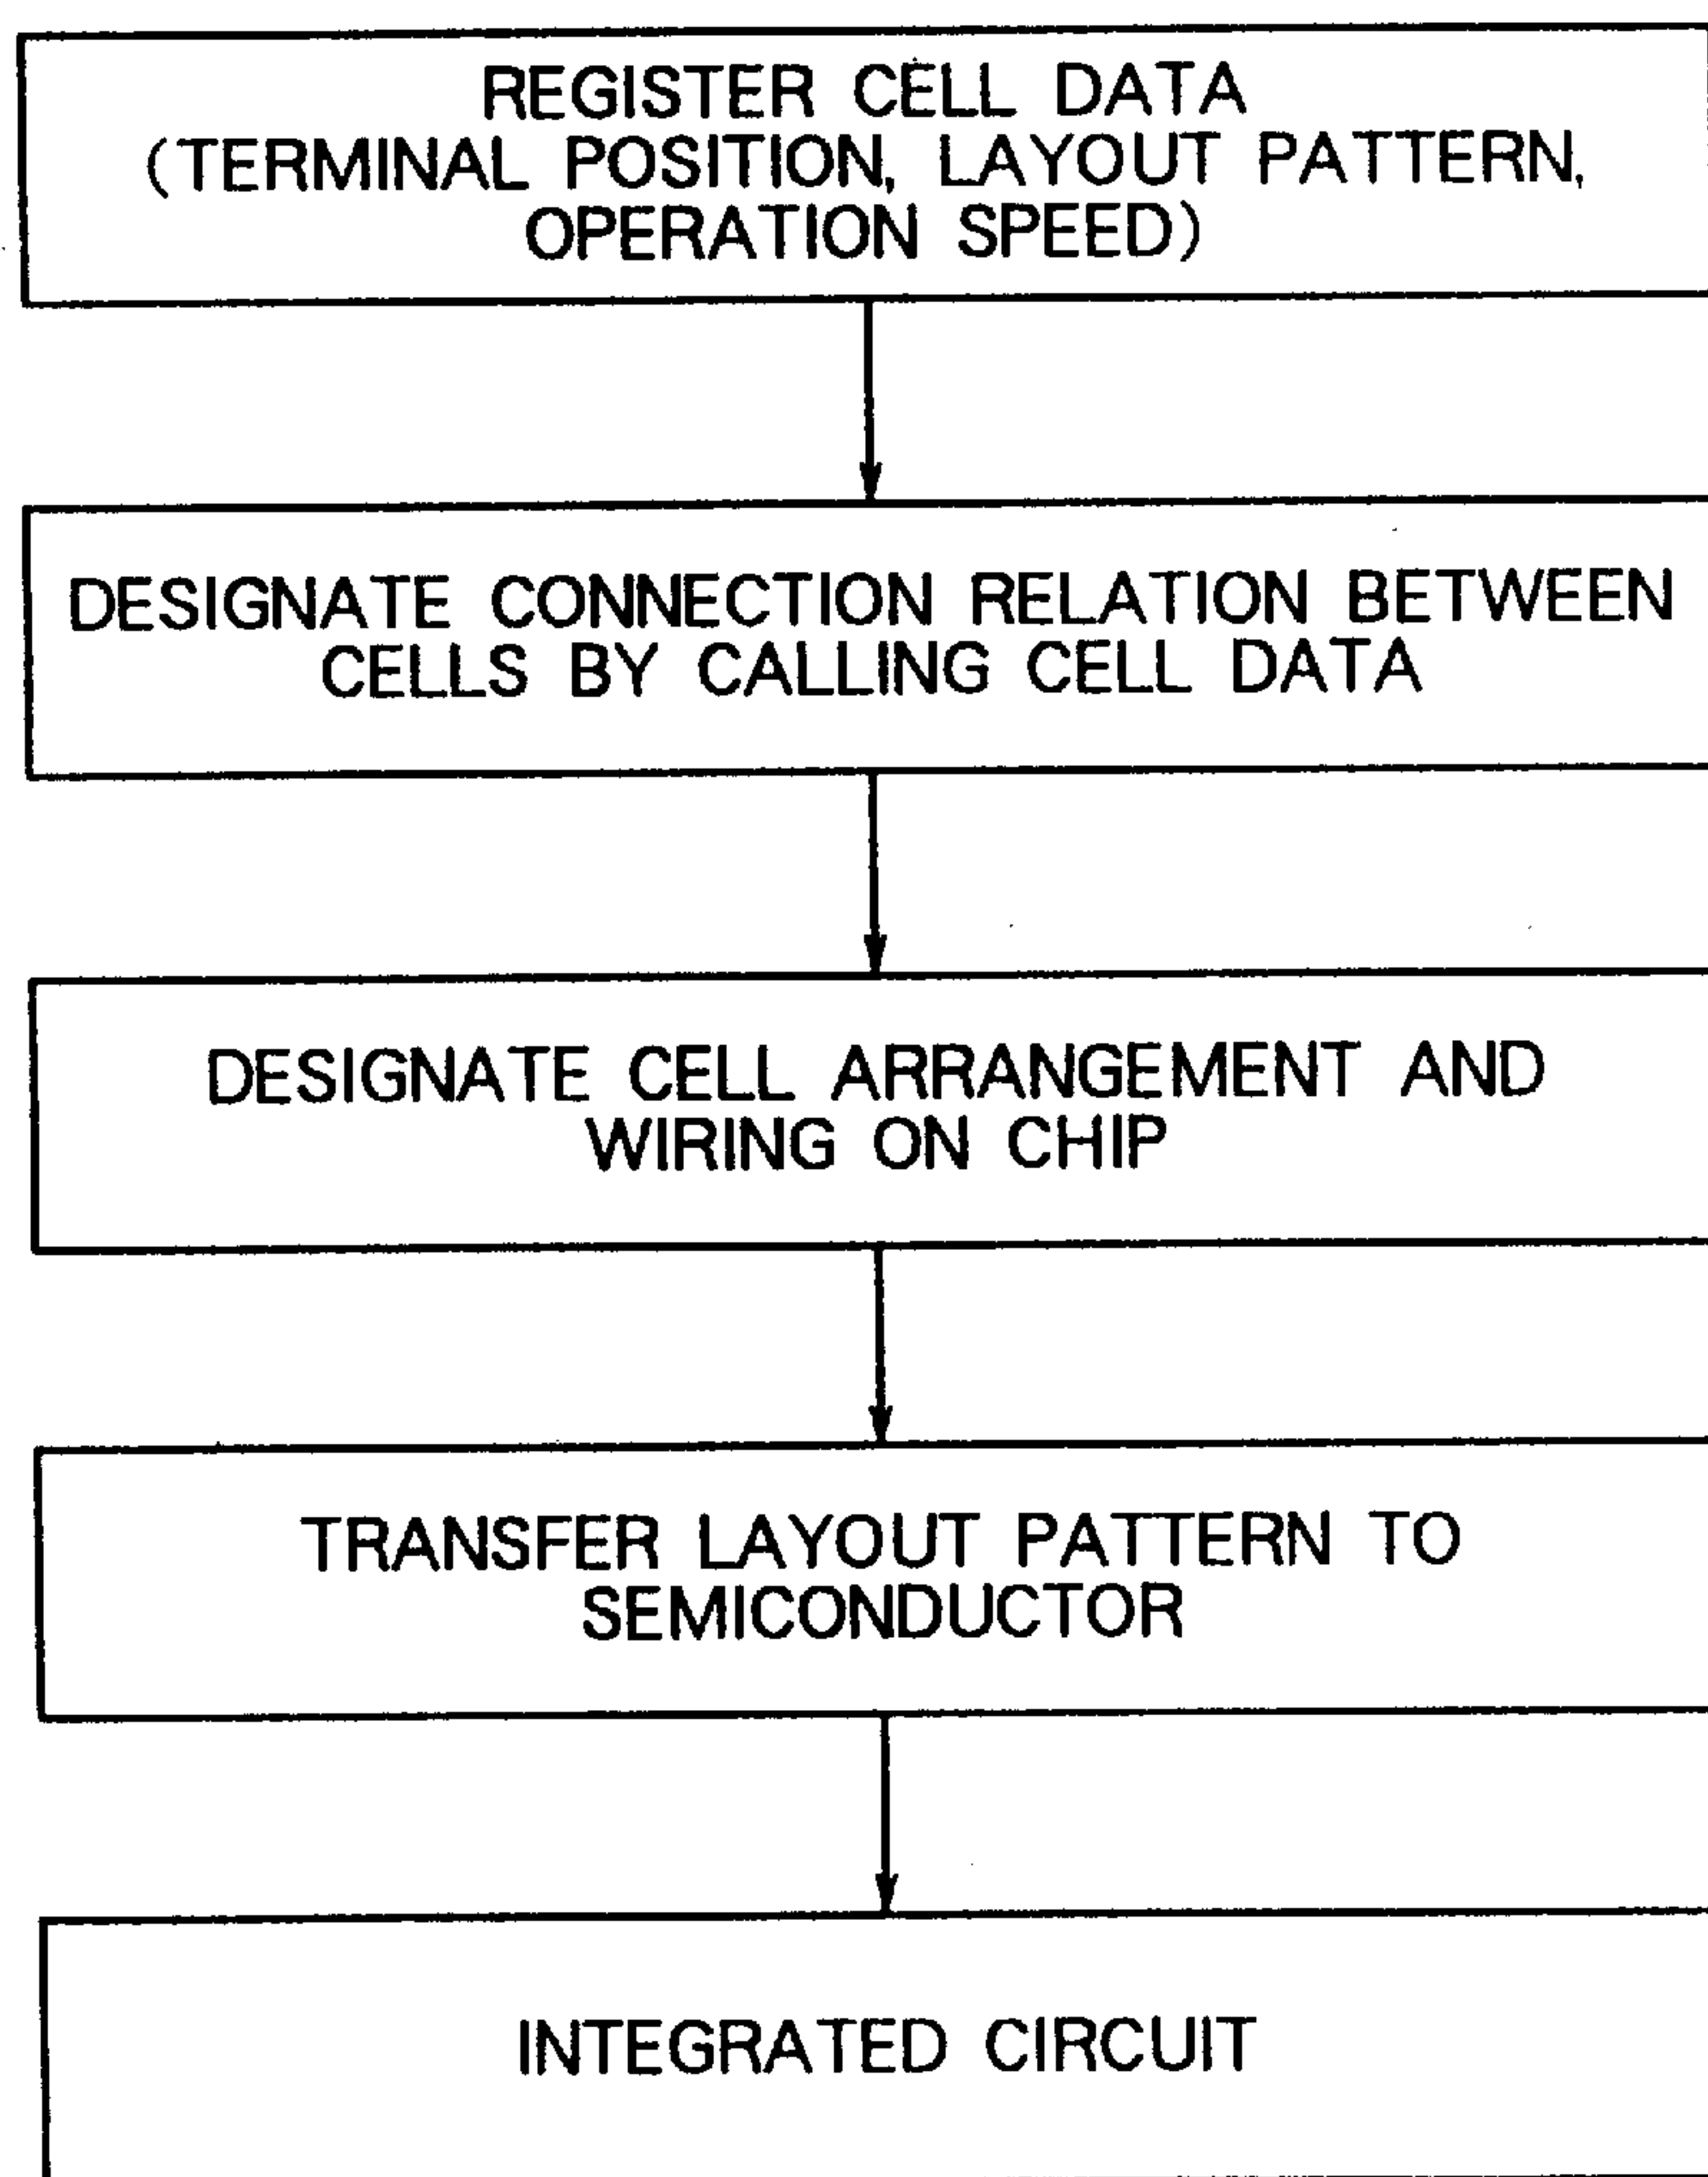 REGISTER CELL DATA
(TERMINAL POSITION, LAYOUT PATTERN,
OPERATION SPEED)
DESIGNATE CONNECTION RELATION BETWEEN
CELLS BY CALLING CELL DATA
DESIGNATE CELL ARRANGEMENT AND
WIRING ON CHIP
TRANSFER LAYOUT PATTERN TO
SEMICONDUCTOR
INTEGRATED CIRCUIT